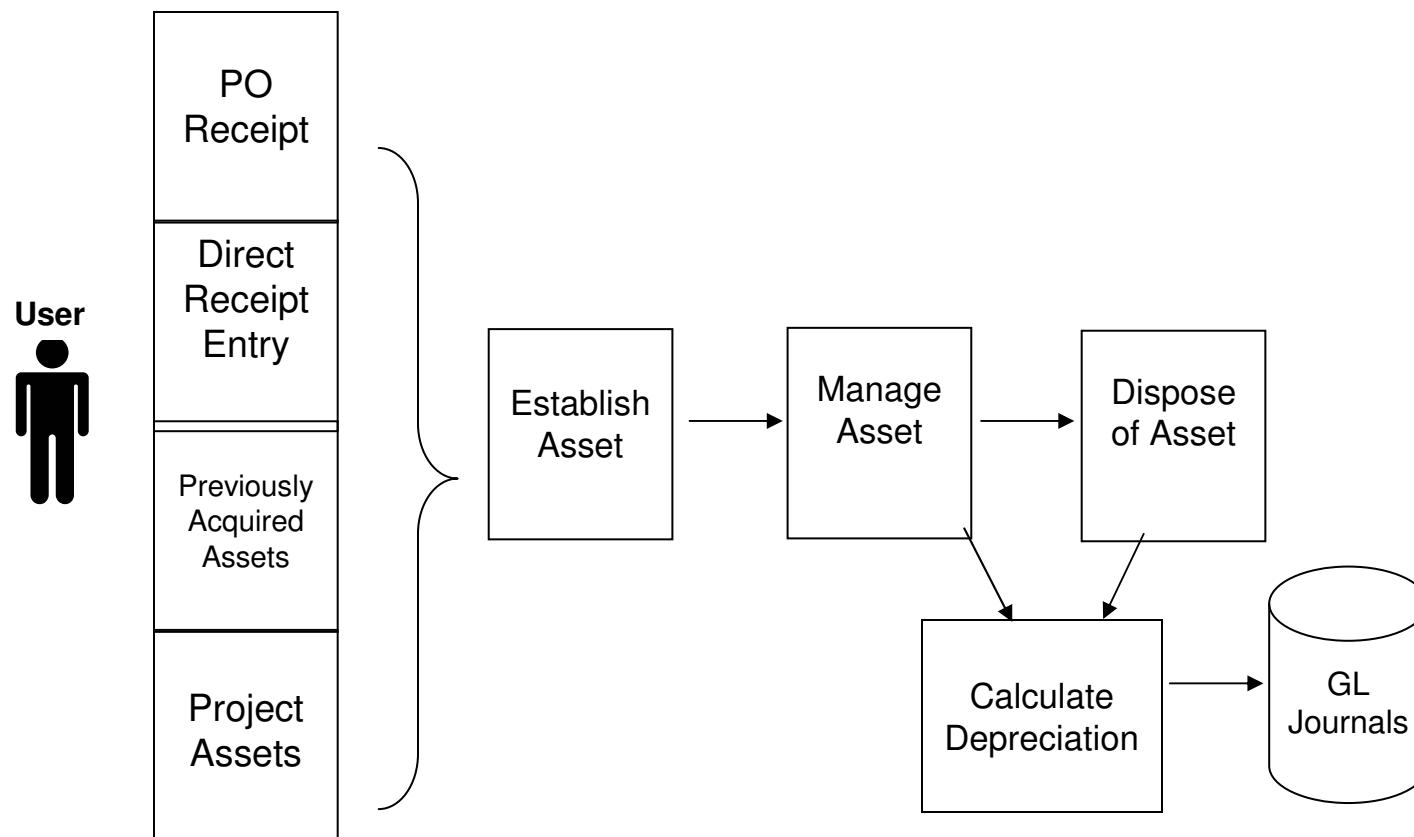 PO
Receipt
Direct
Receipt
Entry
User
Previously
Acquired
Assets
Project
Assets
Establish
Asset
Manage
Asset
Dispose
of Asset
Calculate
Depreciation
GL
Journals